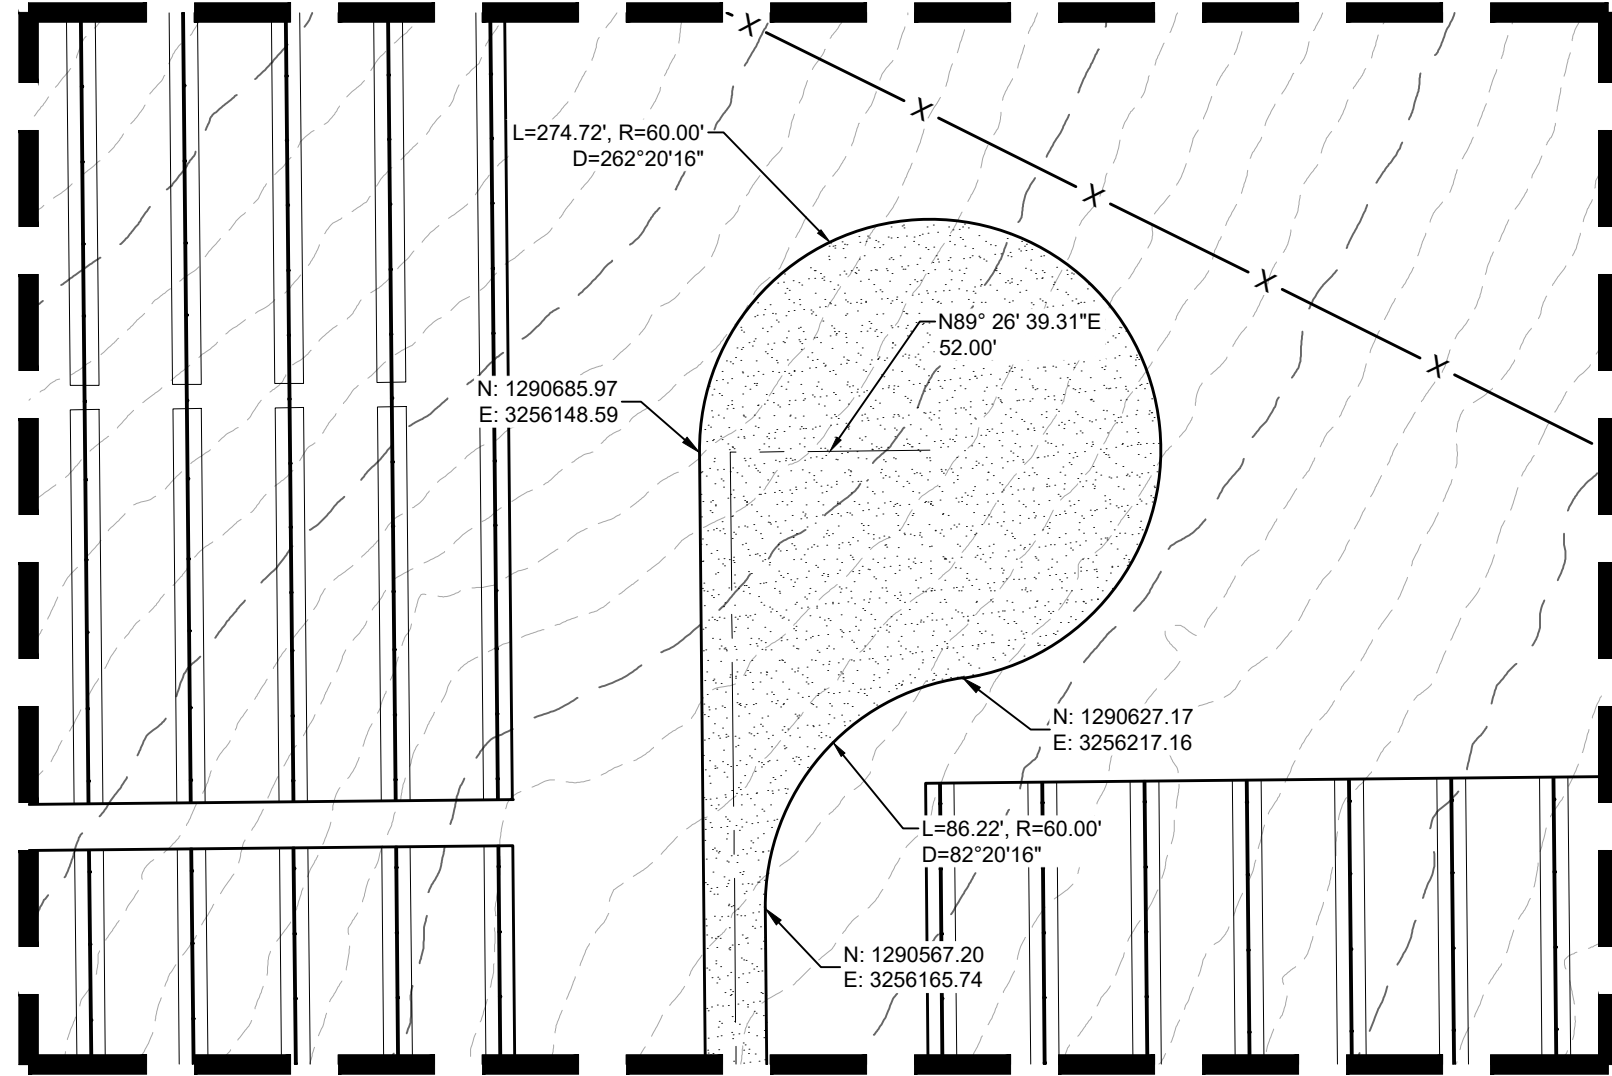 X
X
L=274.72', R=60.00'
D=262°20'16"
X
X
N89° 26' 39.31"E
52.00'
X
N: 1290685.97
E: 3256148.59
N: 1290627.17
E: 3256217.16
L=86.22', R=60.00'
D=82°20'16"
N: 1290567.20
E: 3256165.74